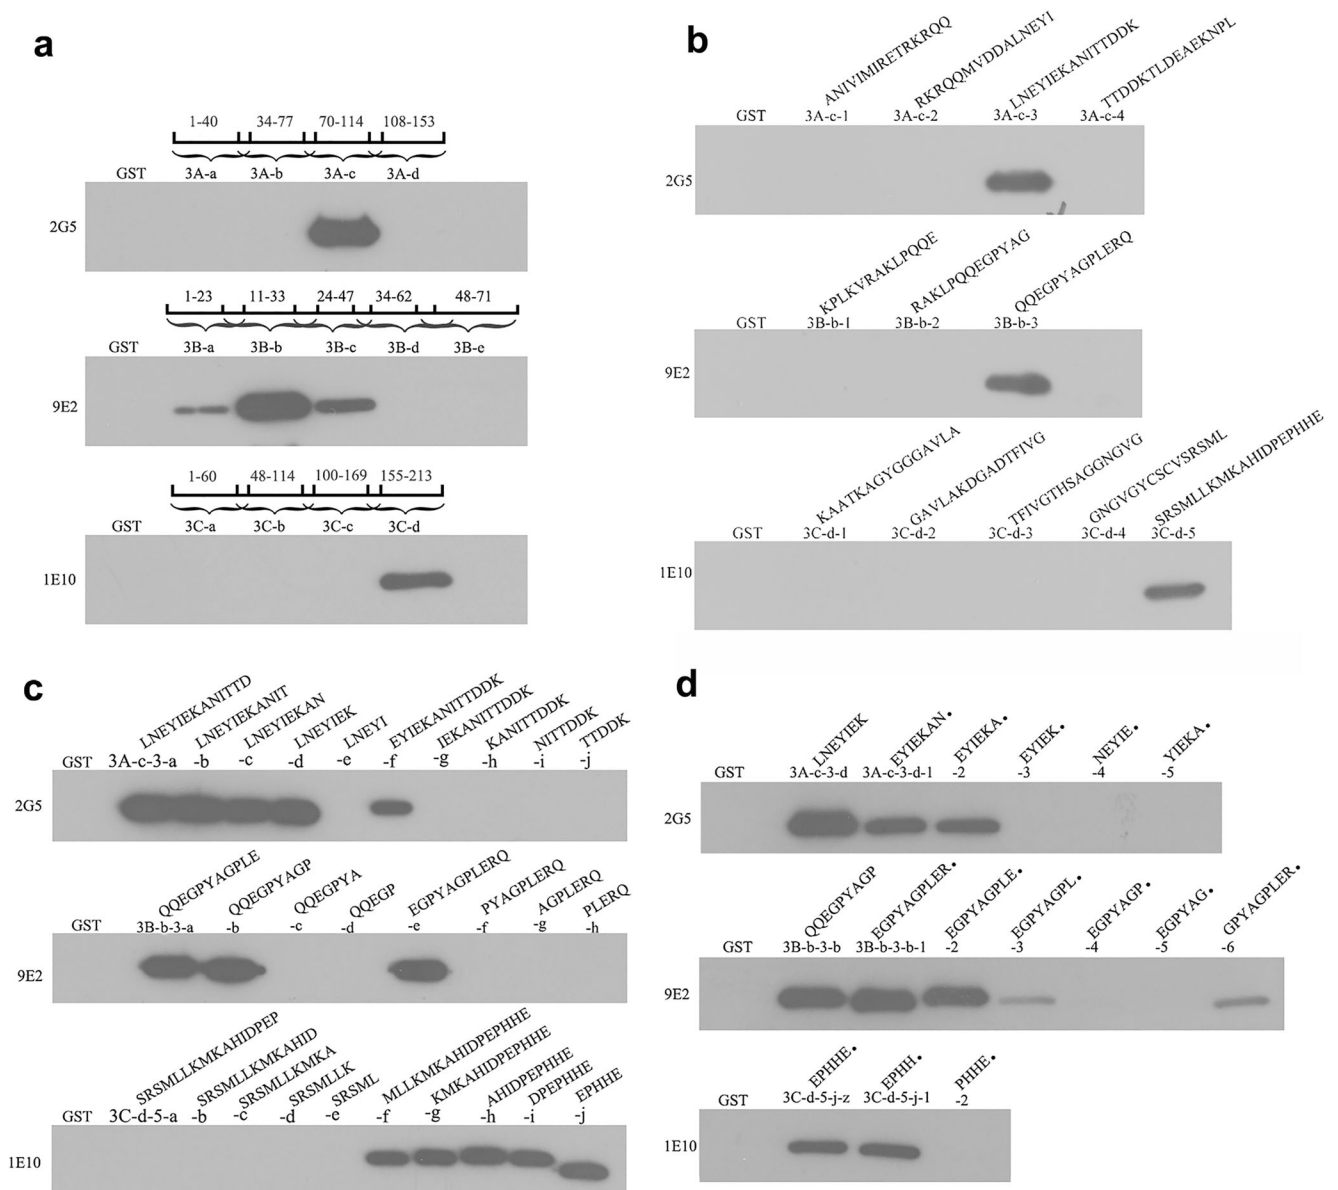 a
1-40 34-77 70-114 108-153
GST 3A-a 3A-b 3A-c 3A-d
2G5
1-23 11-33 24-47 34-62 48-71
GST 3B-a 3B-b 3B-c 3B-d 3B-e
9E2
1-60 48-114 100-169 155-213
GST 3C-a 3C-b 3C-c 3C-d
1E10
b
ANIVIMIRETRKRQQ RKRQQMVDDALNEYI LNEYIEKANITTDDK TTDDKTLDEAEKNPL
GST 3A-c-1 3A-c-2 3A-c-3 3A-c-4
2G5
KPLKVRAKLPQQE RAKLPQQEGPYAG QQEGPYAGPLERQ
GST 3B-b-1 3B-b-2 3B-b-3
9E2
KAATKAGYGGGAVLA GAVLAKDGADTFIVG TFIVGTHSAGGNGVG GNGVGYCSCVSRSML SRSMLLKMKAHIDPEPHHE
GST 3C-d-1 3C-d-2 3C-d-3 3C-d-4 3C-d-5
1E10
c
LNEYIEKANITTD LNEYIEKANIT LNEYIEKAN LNEYIEK LNEYI EYIEKANITTDDK IEKANITTDDK KANITTDDK NITTDDK TTDDK
GST 3A-c-3-a -b -c -d -e -f -g -h -i -j
2G5
QQEGPYAGPLE QQEGPYAGP QQEGPYA QQEGP EGPYAGPLERQ PYAGPLERQ AGPLERQ PLERQ
GST 3B-b-3-a -b -c -d -e -f -g -h
9E2
SRSMLLKMKAHIDPEP SRSMLLKMKAHID SRSMLLKMKA SRSMLLK SRSML MLLKMKAHIDPEPHHE KMKAHIDPEPHHE AHIDPEPHHE DPEPHHE EPHHE
GST 3C-d-5-a -b -c -d -e -f -g -h -i -j
1E10
d
LNEYIEK EYIEKAN• EYIEKA• EYIEK• NEYIE• YIEKA•
GST 3A-c-3-d 3A-c-3-d-1 -2 -3 -4 -5
2G5
QQEGPYAGP EGPYAGPLER• EGPYAGPLE• EGPYAGPL• EGPYAGP• EGPYAG• GPYAGPLER•
GST 3B-b-3-b 3B-b-3-b-1 -2 -3 -4 -5 -6
9E2
EPHHE• EPHH• PHHE•
GST 3C-d-5-j-z 3C-d-5-j-1 -2
1E10